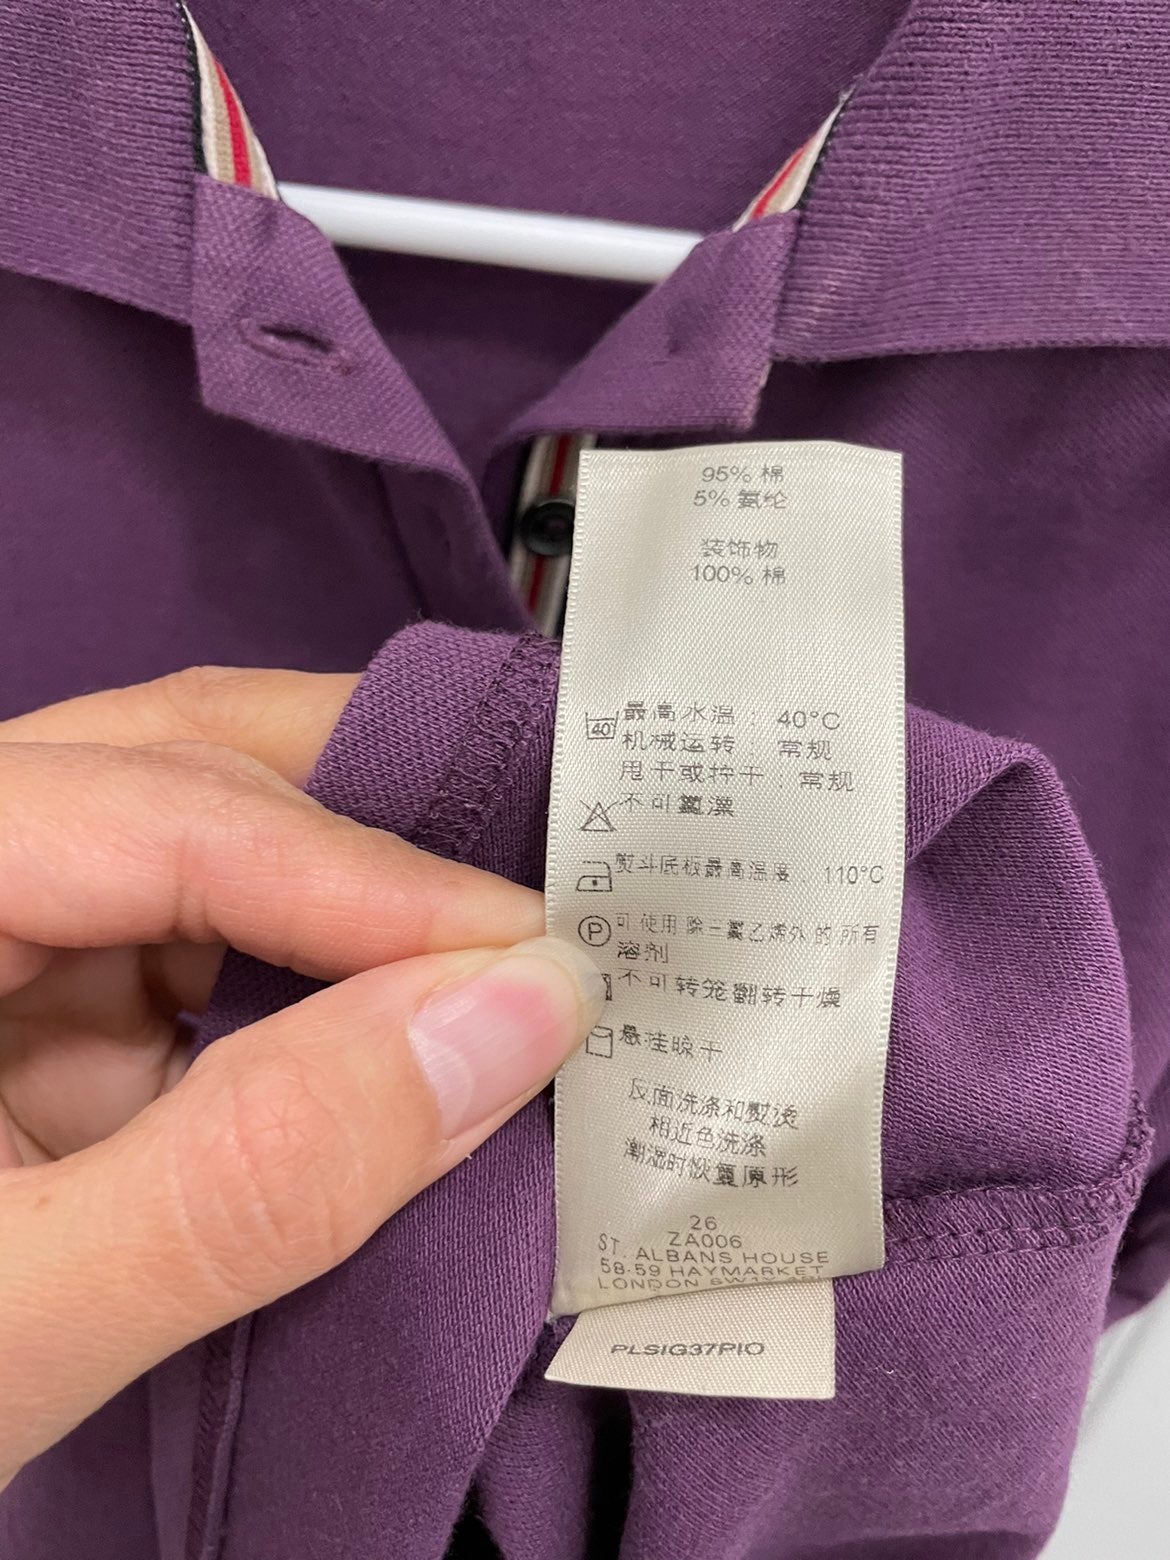 95% 棉
5% 氨纶
装饰物
100% 棉
40
最高水温: 40°C
机械运转: 常规
甩干或拧干: 常规
不可氯漂
熨斗底板最高温度: 110°C
P
可使用除三氯乙烯外的所有
溶剂
不可转笼翻转干燥
悬挂晾干
反面洗涤和熨烫
相近色洗涤
潮湿时恢复原形
26
ZA006
ST. ALBANS HOUSE
58-59 HAYMARKET
LONDON
PLSIG37PIO